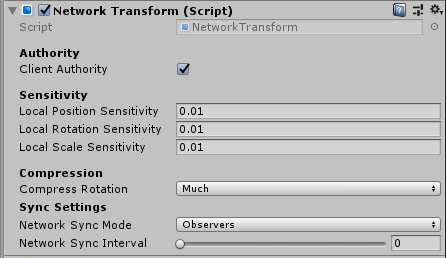 Network Transform (Script)
Script NetworkTransform
Authority
Client Authority
Sensitivity
Local Position Sensitivity 0.01
Local Rotation Sensitivity 0.01
Local Scale Sensitivity 0.01
Compression
Compress Rotation Much
Sync Settings
Network Sync Mode Observers
Network Sync Interval 0